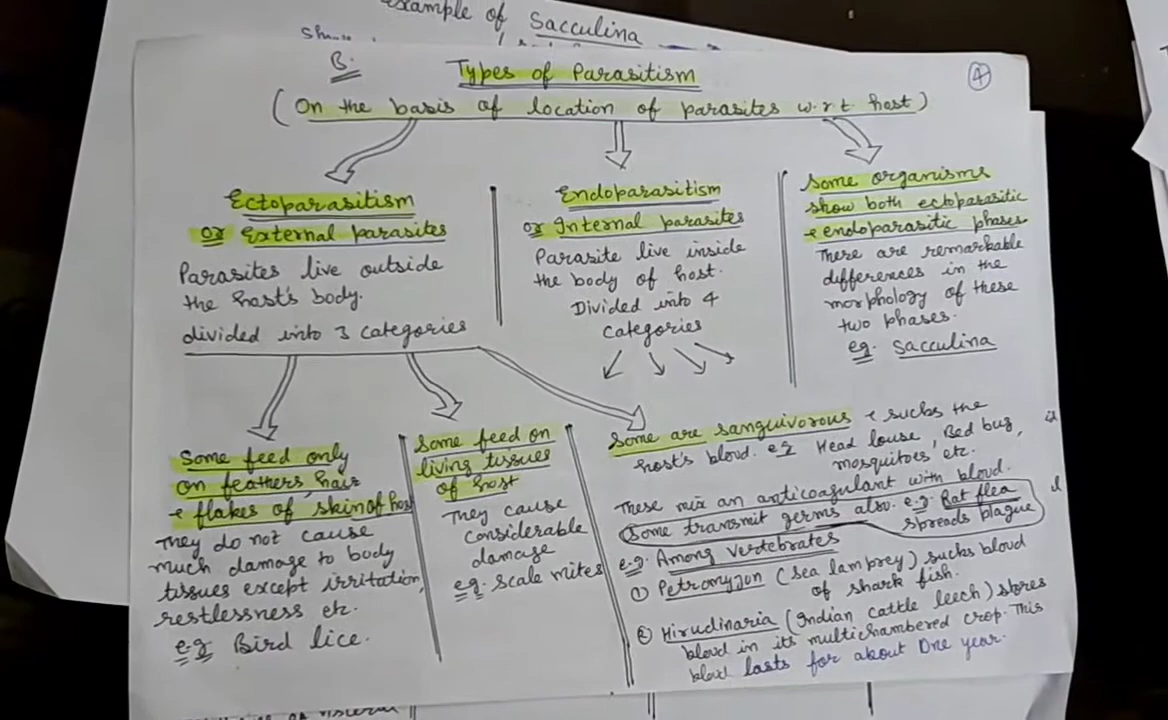 example of Sacculina
B.
Types of Parasitism
4
(On the basis of location of parasites w.r.t host)
Ectoparasitism
or External parasites
Parasites live outside
the host's body.
divided into 3 categories
Endoparasitism
or Internal parasites
Parasite live inside
the body of host.
Divided into 4
categories
Some organisms
show both ectoparasitic
& endoparasitic phases.
There are remarkable
differences in the
morphology of these
two phases.
eg. Sacculina
Some feed only
on feathers, hair
& flakes of skin of host
They do not cause
much damage to body
tissues except irritation,
restlessness etc.
e.g Bird lice.
Some feed on
living tissues
of host
They cause
considerable
damage
eg. Scale mites
Some are sanguivorous & sucks the
host's blood. eg Head louse, Bed bug,
mosquitoes etc.
These mix an anticoagulant with blood.
Some transmit germs also. e.g. Rat flea
spreads plague
e.g. Among vertebrates
① Petromyzon (Sea lamprey) sucks blood
of shark fish.
② Hirudinaria (Indian cattle leech) stores
blood in its multichambered crop. This
blood lasts for about One year.